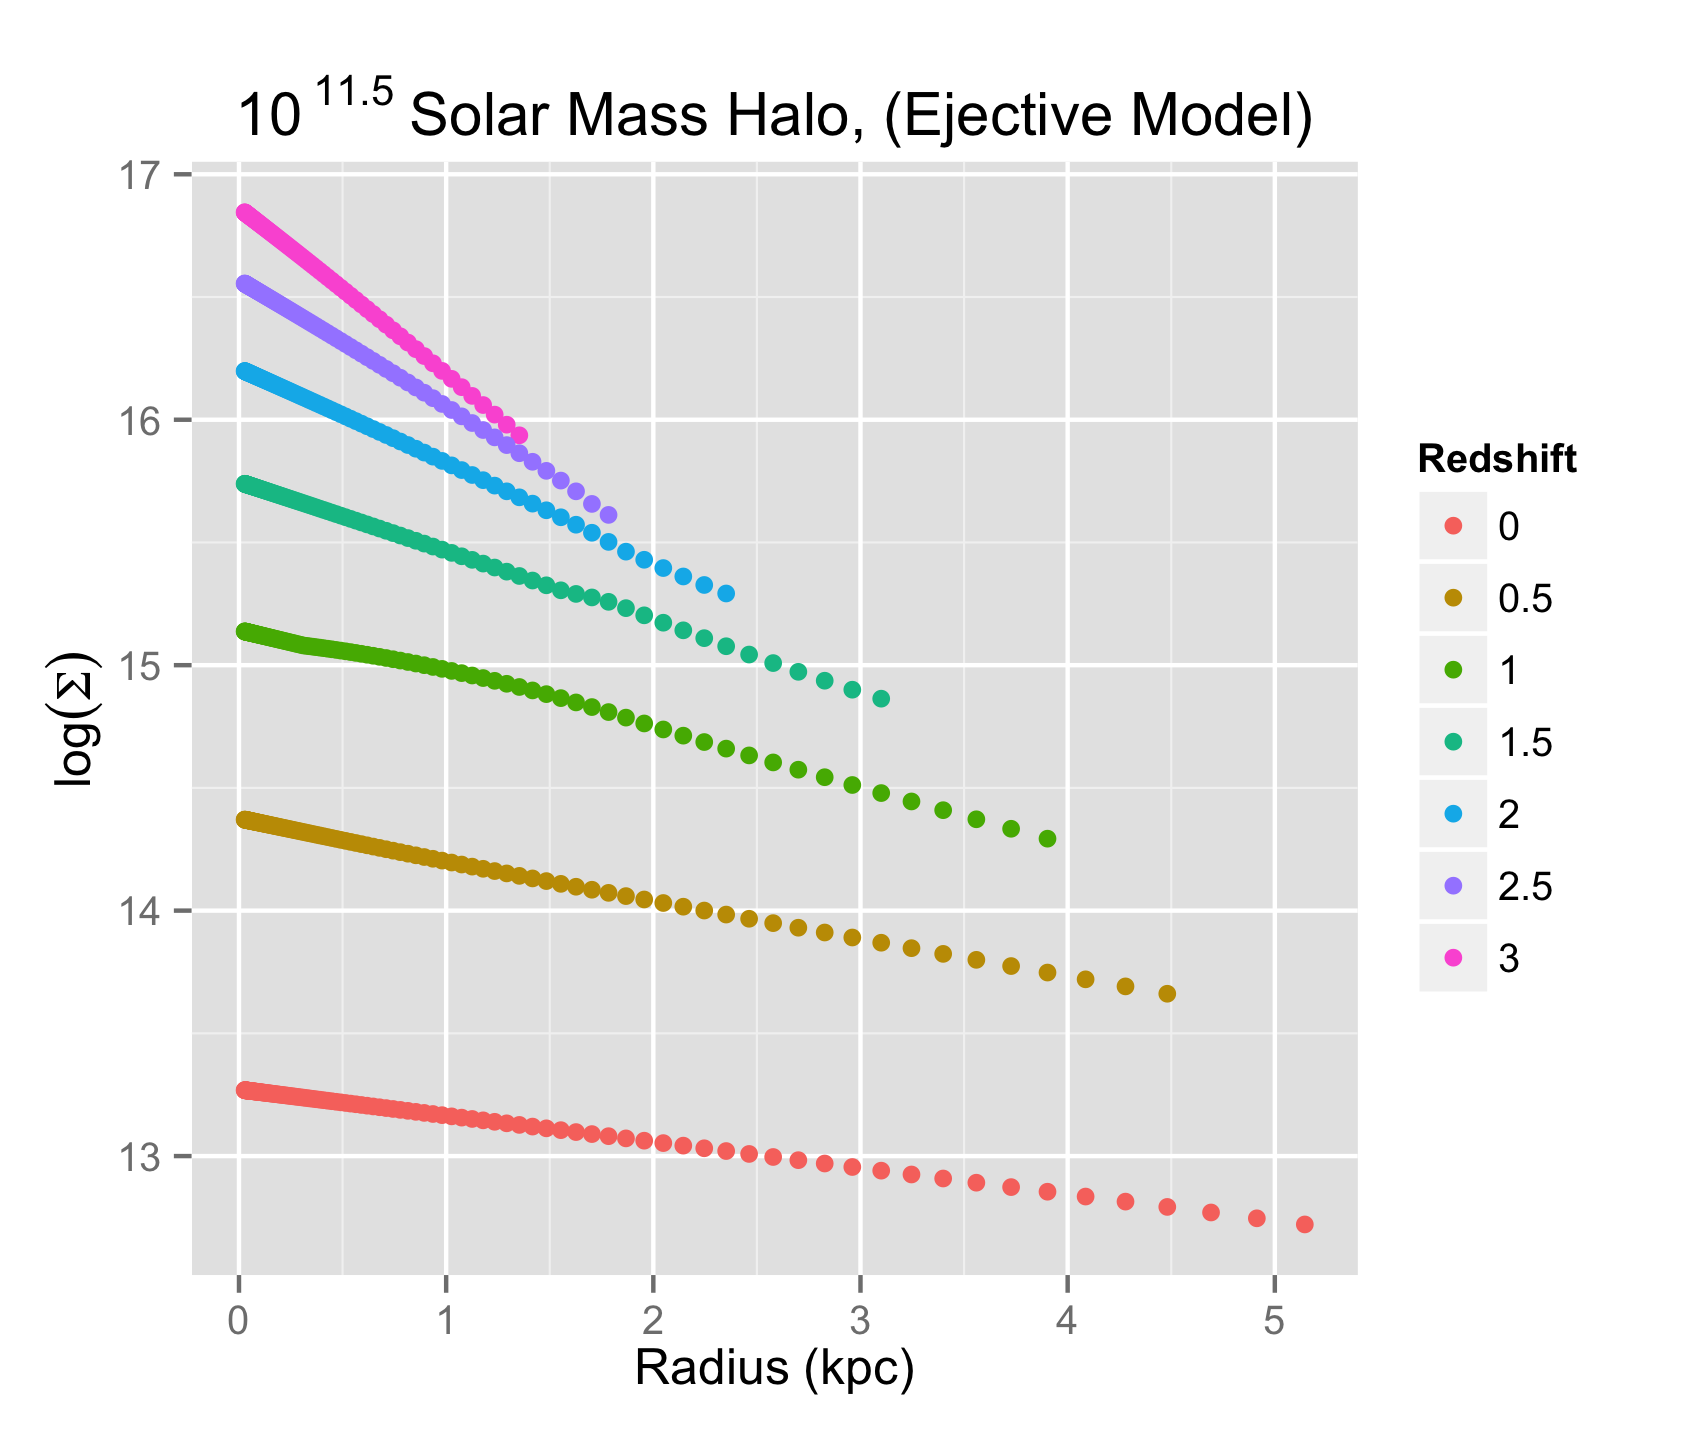 10 11.5 Solar Mass Halo, (Ejective Model)
17
16
15
14
13
log(Σ)
0 1 2 3 4 5
Radius (kpc)
Redshift
0
0.5
1
1.5
2
2.5
3